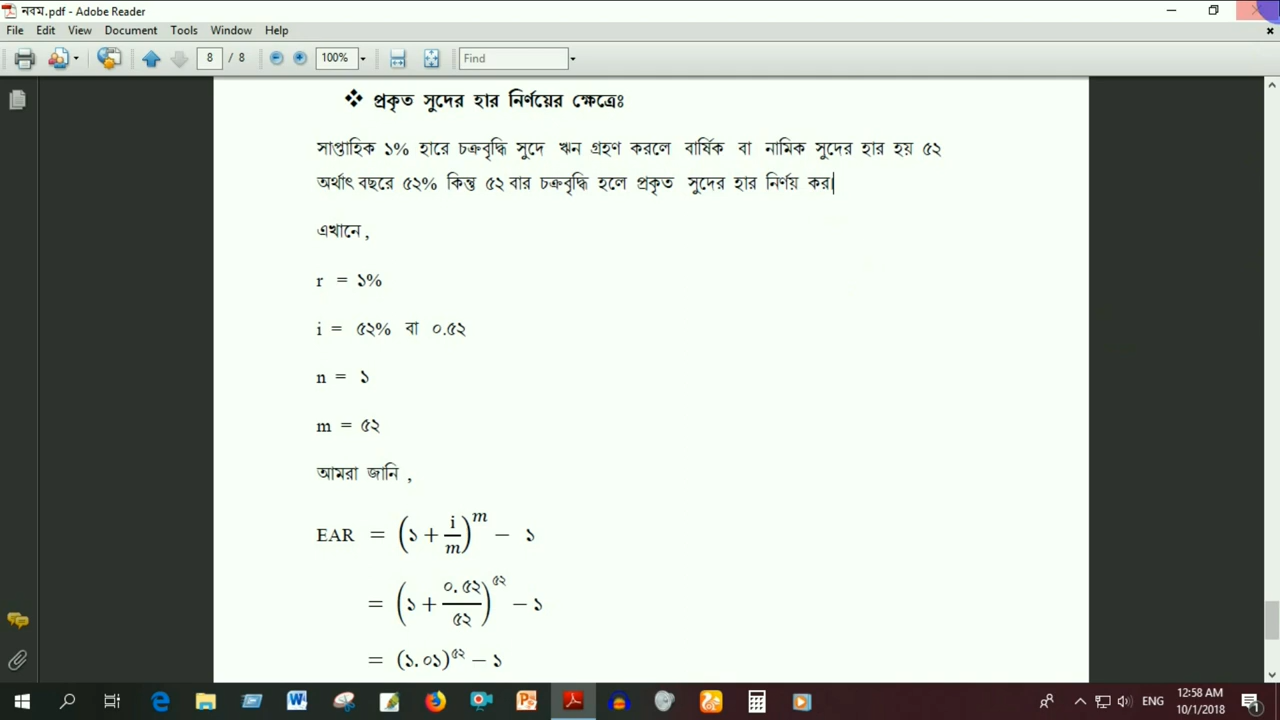 নবম.pdf - Adobe Reader
File Edit View Document Tools Window Help
8 / 8 100% Find
❖ প্রকৃত সুদের হার নির্ণয়ের ক্ষেত্রেঃ
সাপ্তাহিক ১% হারে চক্রবৃদ্ধি সুদে ঋন গ্রহণ করলে বার্ষিক বা নামিক সুদের হার হয় ৫২
অর্থাৎ বছরে ৫২% কিন্তু ৫২ বার চক্রবৃদ্ধি হলে প্রকৃত সুদের হার নির্ণয় কর।
এখানে ,
r = ১%
i = ৫২% বা ০.৫২
n = ১
m = ৫২
আমরা জানি ,
EAR = (১ + i/m)^m − ১
= (১ + ০.৫২/৫২)^৫২ − ১
= (১.০১)^৫২ − ১
ENG 12:58 AM
10/1/2018